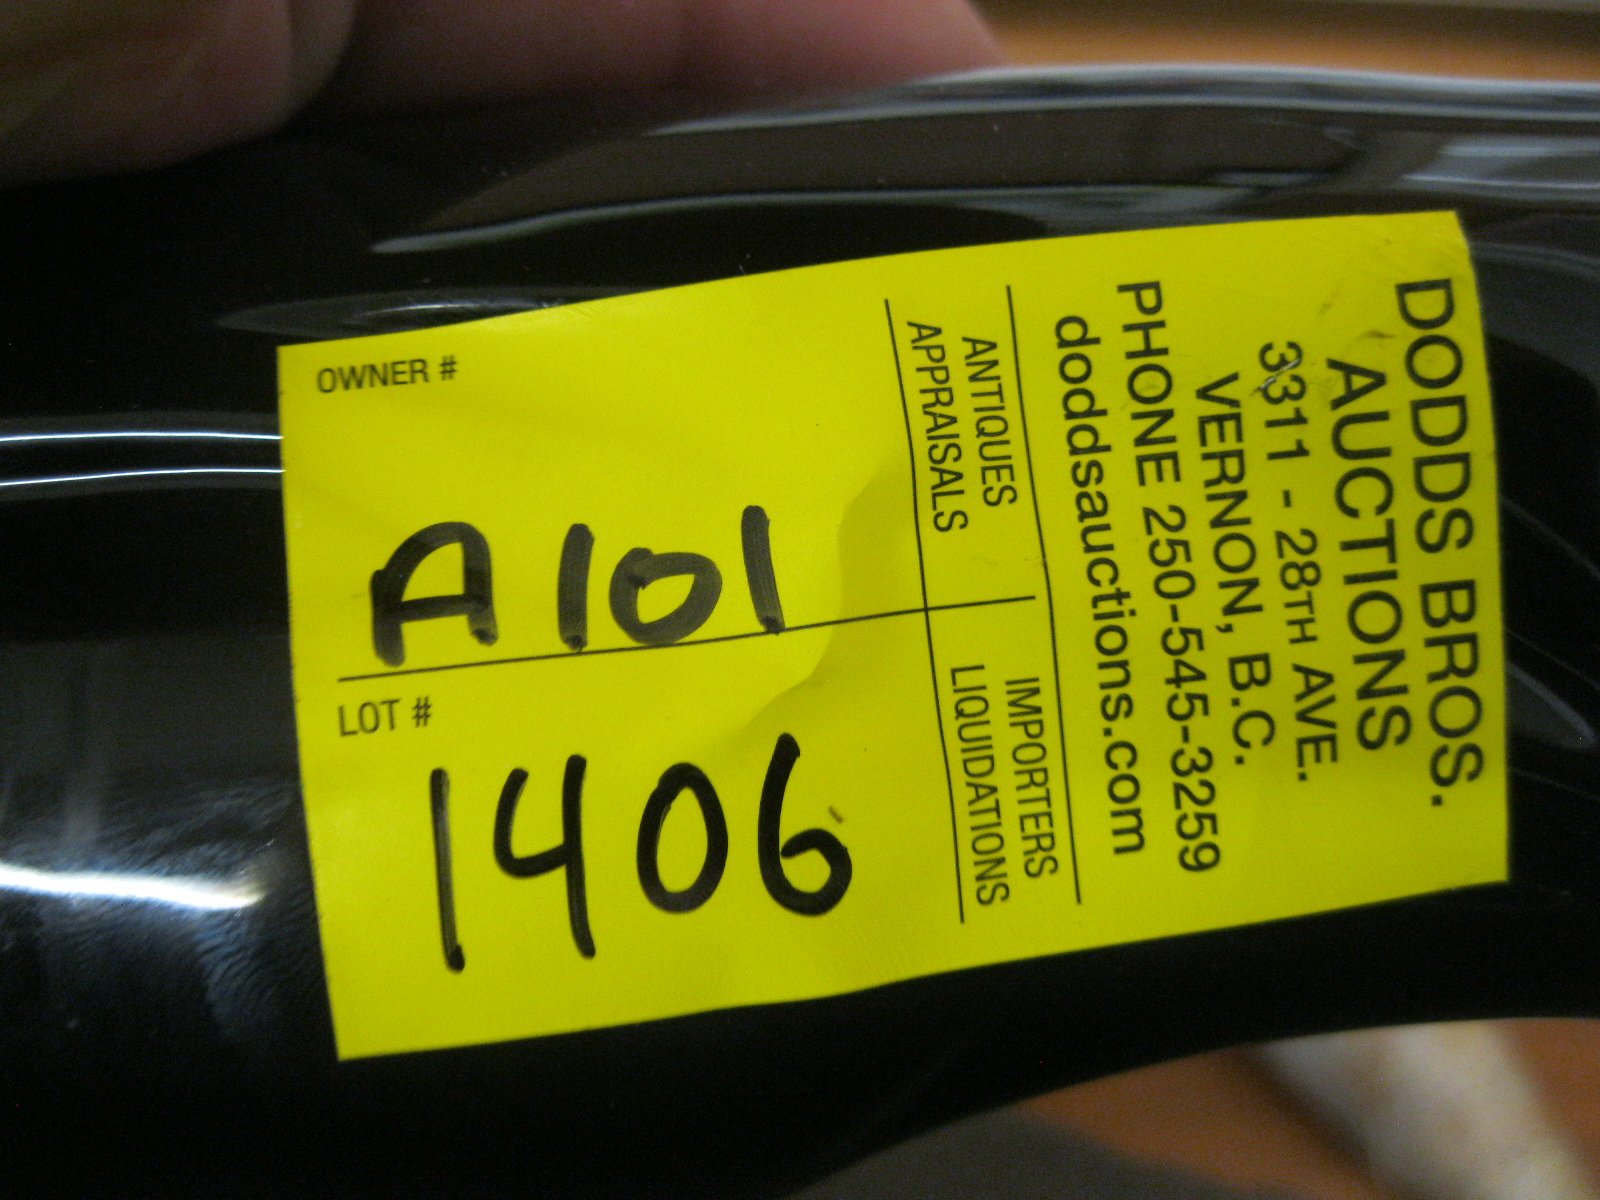 DODDS BROS.
AUCTIONS
3311 - 28TH AVE.
VERNON, B.C.
PHONE 250-545-3259
doddsauctions.com
ANTIQUES
APPRAISALS
IMPORTERS
LIQUIDATIONS
OWNER #
A101
LOT #
1406